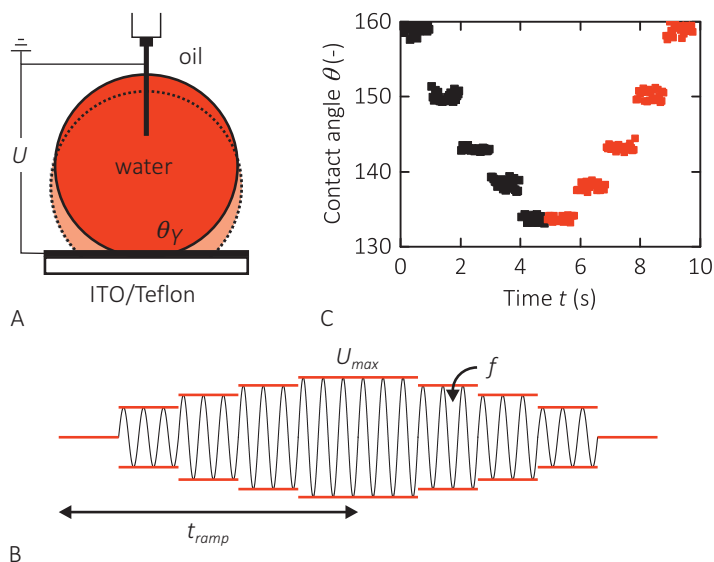 oil
U
water
θY
ITO/Teflon
A
160
150
140
130
0
2
4
6
8
10
Contact angle θ (-)
Time t (s)
C
Umax
f
tramp
B